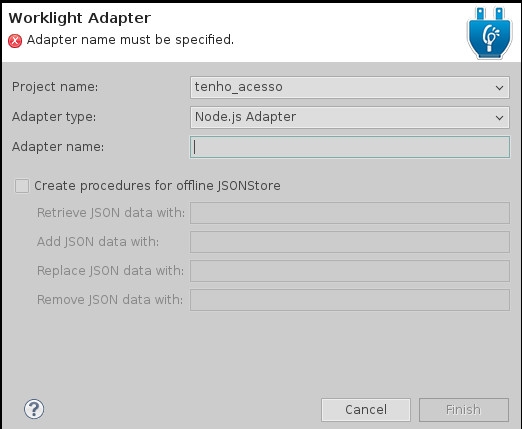 Worklight Adapter
Adapter name must be specified.
Project name: tenho_acesso
Adapter type: Node.js Adapter
Adapter name:
Create procedures for offline JSONStore
Retrieve JSON data with:
Add JSON data with:
Replace JSON data with:
Remove JSON data with:
? Cancel Finish